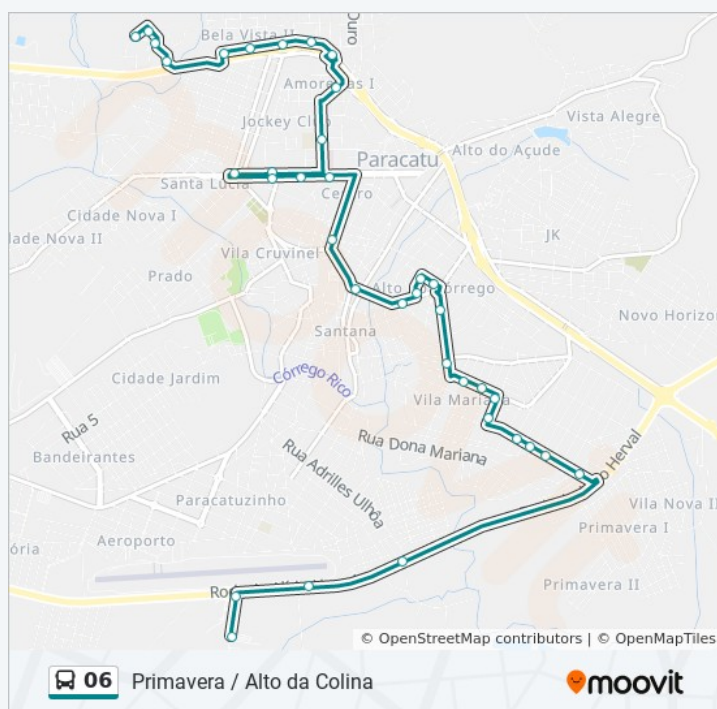 Bela Vista II
Ouro
Amoreiras I
Jockey Club
Vista Alegre
Paracatu
Alto do Açude
Santa Lúcia
Centro
Cidade Nova I
Cidade Nova II
JK
Vila Cruvinel
Prado
Alto do Córrego
Santana
Novo Horizon
Córrego Rico
Cidade Jardim
Vila Mariana
Rua 5
Rua Dona Mariana
Herval
Bandeirantes
Rua Adrilles Ulhôa
Paracatuzinho
Vila Nova II
Primavera I
Aeroporto
Primavera II
© OpenStreetMap contributors | © OpenMapTiles
06 Primavera / Alto da Colina
moovit